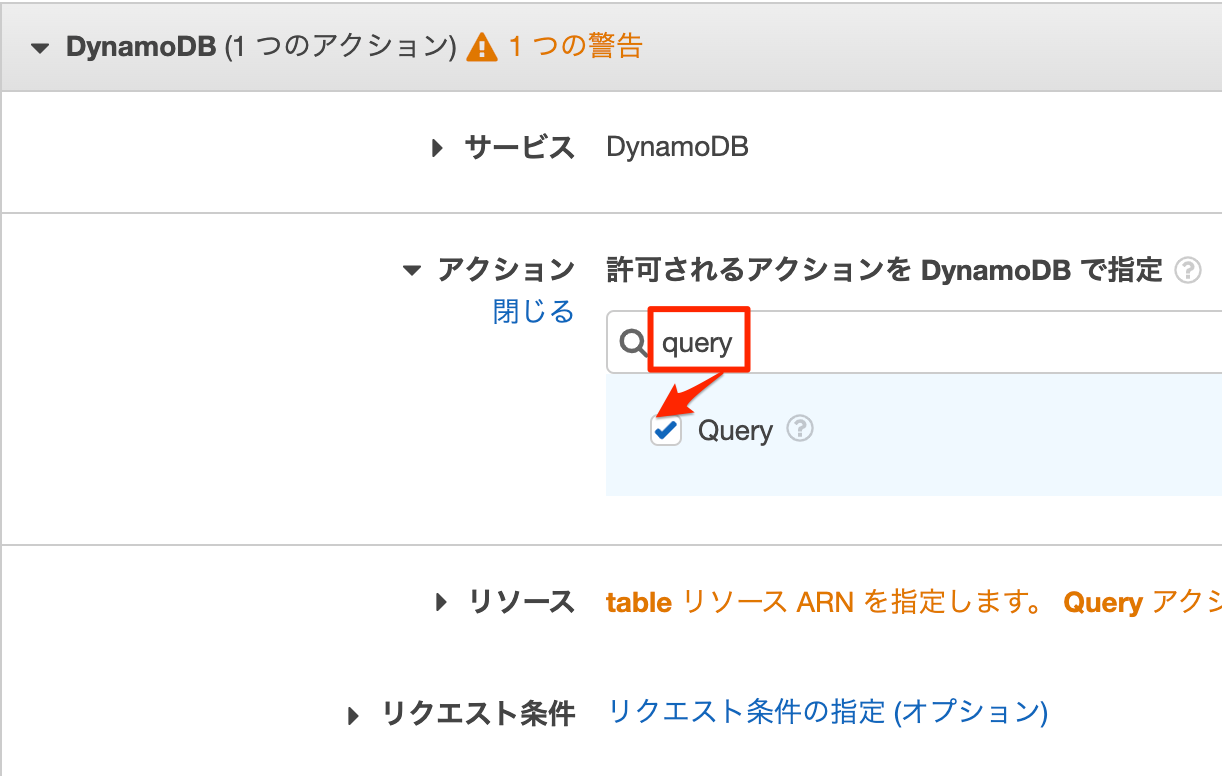 DynamoDB (1 つのアクション) 1 つの警告
サービス DynamoDB
アクション 許可されるアクションを DynamoDB で指定 ?
閉じる
query
Query ?
リソース table リソース ARN を指定します。 Query アクシ
リクエスト条件 リクエスト条件の指定 (オプション)